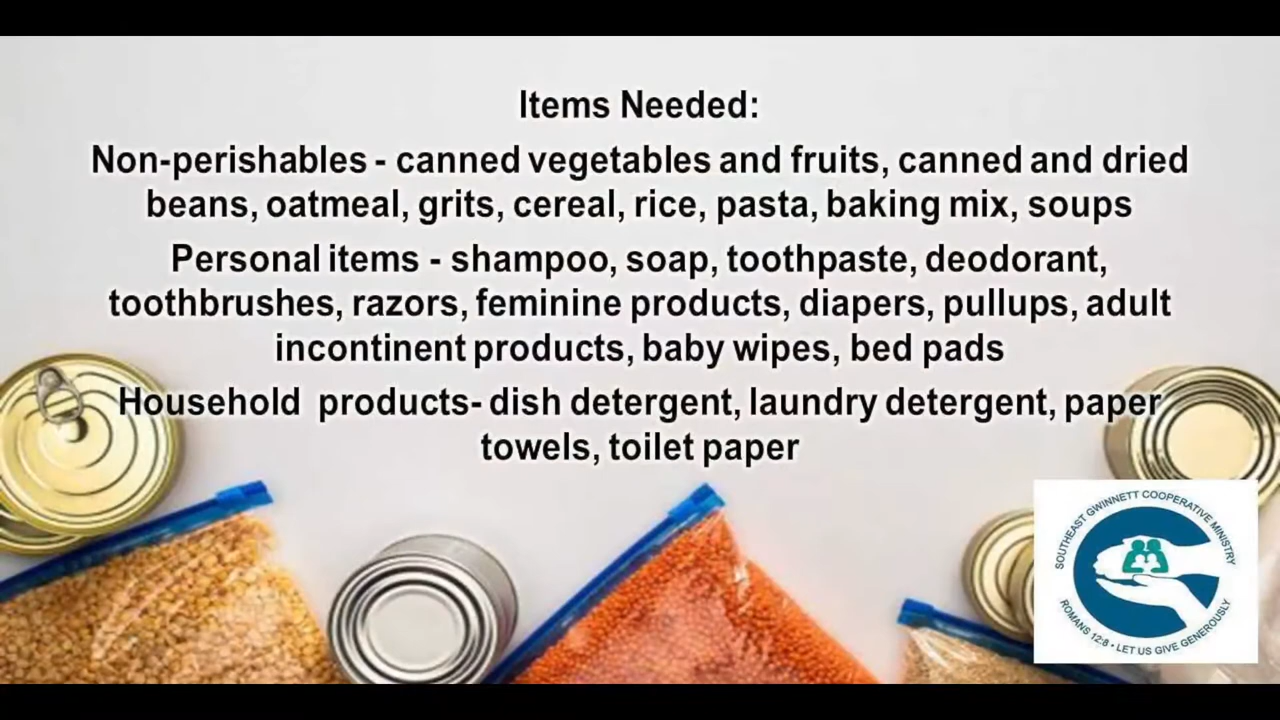 Items Needed:
Non-perishables - canned vegetables and fruits, canned and dried
beans, oatmeal, grits, cereal, rice, pasta, baking mix, soups
Personal items - shampoo, soap, toothpaste, deodorant,
toothbrushes, razors, feminine products, diapers, pullups, adult
incontinent products, baby wipes, bed pads
Household  products- dish detergent, laundry detergent, paper
towels, toilet paper
SOUTHEAST GWINNETT COOPERATIVE MINISTRY
ROMANS 12:8 • LET US GIVE GENEROUSLY